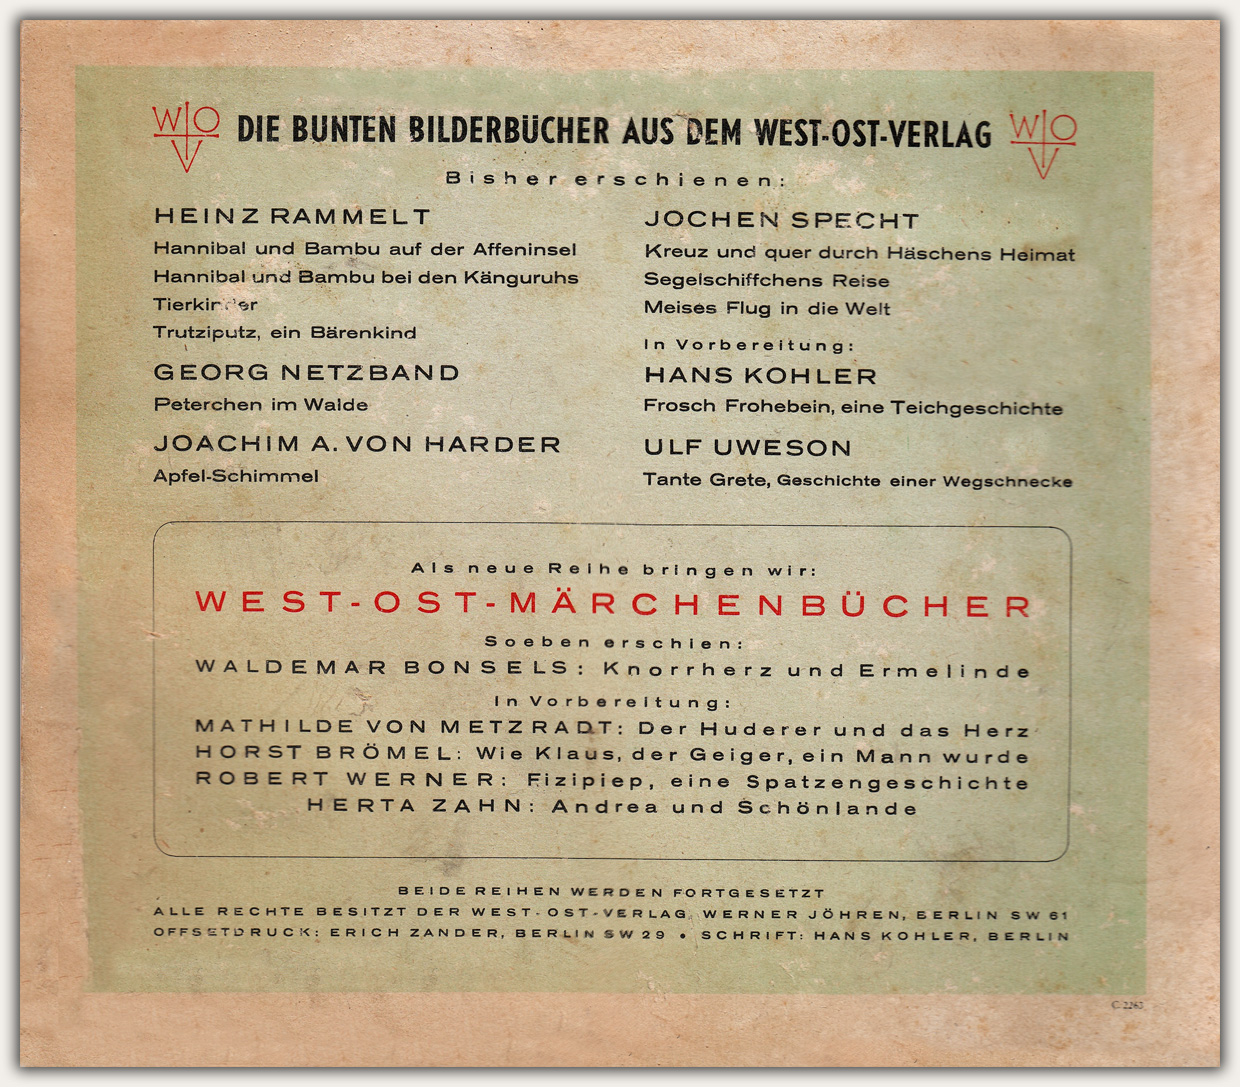 WO
V
DIE BUNTEN BILDERBÜCHER AUS DEM WEST-OST-VERLAG
WO
V
Bisher erschienen:
HEINZ RAMMELT
Hannibal und Bambu auf der Affeninsel
Hannibal und Bambu bei den Känguruhs
Tierkinder
Trutziputz, ein Bärenkind
GEORG NETZBAND
Peterchen im Walde
JOACHIM A. VON HARDER
Apfel-Schimmel
JOCHEN SPECHT
Kreuz und quer durch Häschens Heimat
Segelschiffchens Reise
Meises Flug in die Welt
In Vorbereitung:
HANS KOHLER
Frosch Frohebein, eine Teichgeschichte
ULF UWESON
Tante Grete, Geschichte einer Wegschnecke
Als neue Reihe bringen wir:
WEST-OST-MÄRCHENBÜCHER
Soeben erschien:
WALDEMAR BONSELS: Knorrherz und Ermelinde
In Vorbereitung:
MATHILDE VON METZRADT: Der Huderer und das Herz
HORST BRÖMEL: Wie Klaus, der Geiger, ein Mann wurde
ROBERT WERNER: Fizipiep, eine Spatzengeschichte
HERTA ZAHN: Andrea und Schönlande
BEIDE REIHEN WERDEN FORTGESETZT
ALLE RECHTE BESITZT DER WEST-OST-VERLAG, WERNER JÖHREN, BERLIN SW 61
OFFSETDRUCK: ERICH ZANDER, BERLIN SW 29 • SCHRIFT: HANS KOHLER, BERLIN
C. 2263